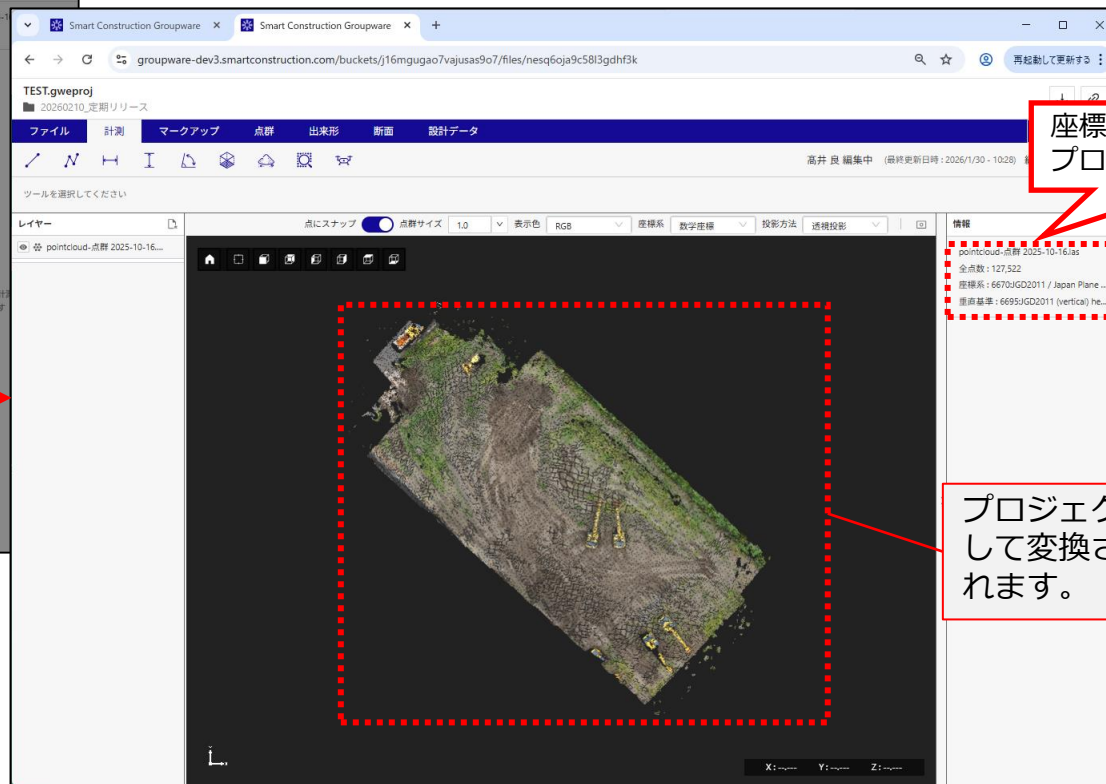 Smart Construction Groupware
Smart Construction Groupware
groupware-dev3.smartconstruction.com/buckets/j16mgugao7vajusas9o7/files/nesq6oja9c58l3gdhf3k
再起動して更新する
TEST.gweproj
20260210_定期リリース
ファイル 計測 マークアップ 点群 出来形 断面 設計データ
髙井 良 編集中 (最終更新日時 : 2026/1/30 - 10:28)
ツールを選択してください
レイヤー
点にスナップ 点群サイズ 1.0 表示色 RGB 座標系 数学座標 投影方法 透視投影
情報
pointcloud-点群 2025-10-16....
pointcloud-点群 2025-10-16.las
全点数 : 127,522
座標系 : 6670:JGD2011 / Japan Plane ...
垂直基準 : 6695:JGD2011 (vertical) he...
座標
プロ
プロジェク
して変換さ
れます。
X : --.--- Y : --.--- Z : --.---